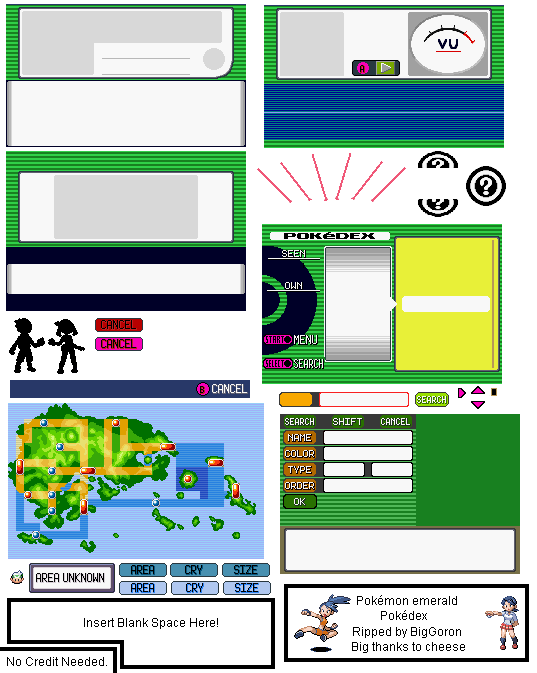 VU
?
?
POKéDEX
SEEN
OWN
START MENU
START SEARCH
CANCEL
CANCEL
CANCEL
SEARCH
SEARCH SHIFT CANCEL
NAME
COLOR
TYPE
ORDER
OK
AREA UNKNOWN
AREA CRY SIZE
AREA CRY SIZE
Insert Blank Space Here!
No Credit Needed.
Pokémon emerald
Pokédex
Ripped by BigGoron
Big thanks to cheese